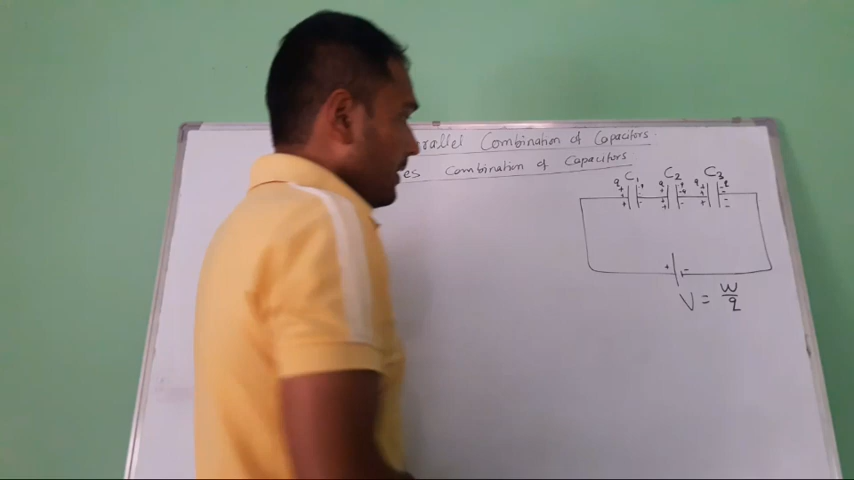 rallel Combination of Capacitors
es Combination of Capacitors
C1 C2 C3
q q q
+ -
V = W/q